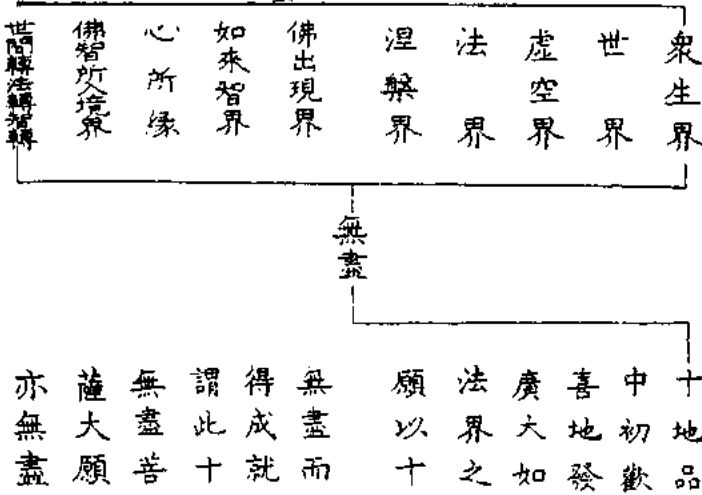 眾生界
世界
虛空界
法界
涅槃界
佛出現界
如來智界
心所緣
佛智所入境界
世間轉法轉智轉
無盡
十地品
中初歡
喜地發
廣大如
法界之
願以十
無盡而
得成就
謂此十
無盡善
薩大願
亦無盡